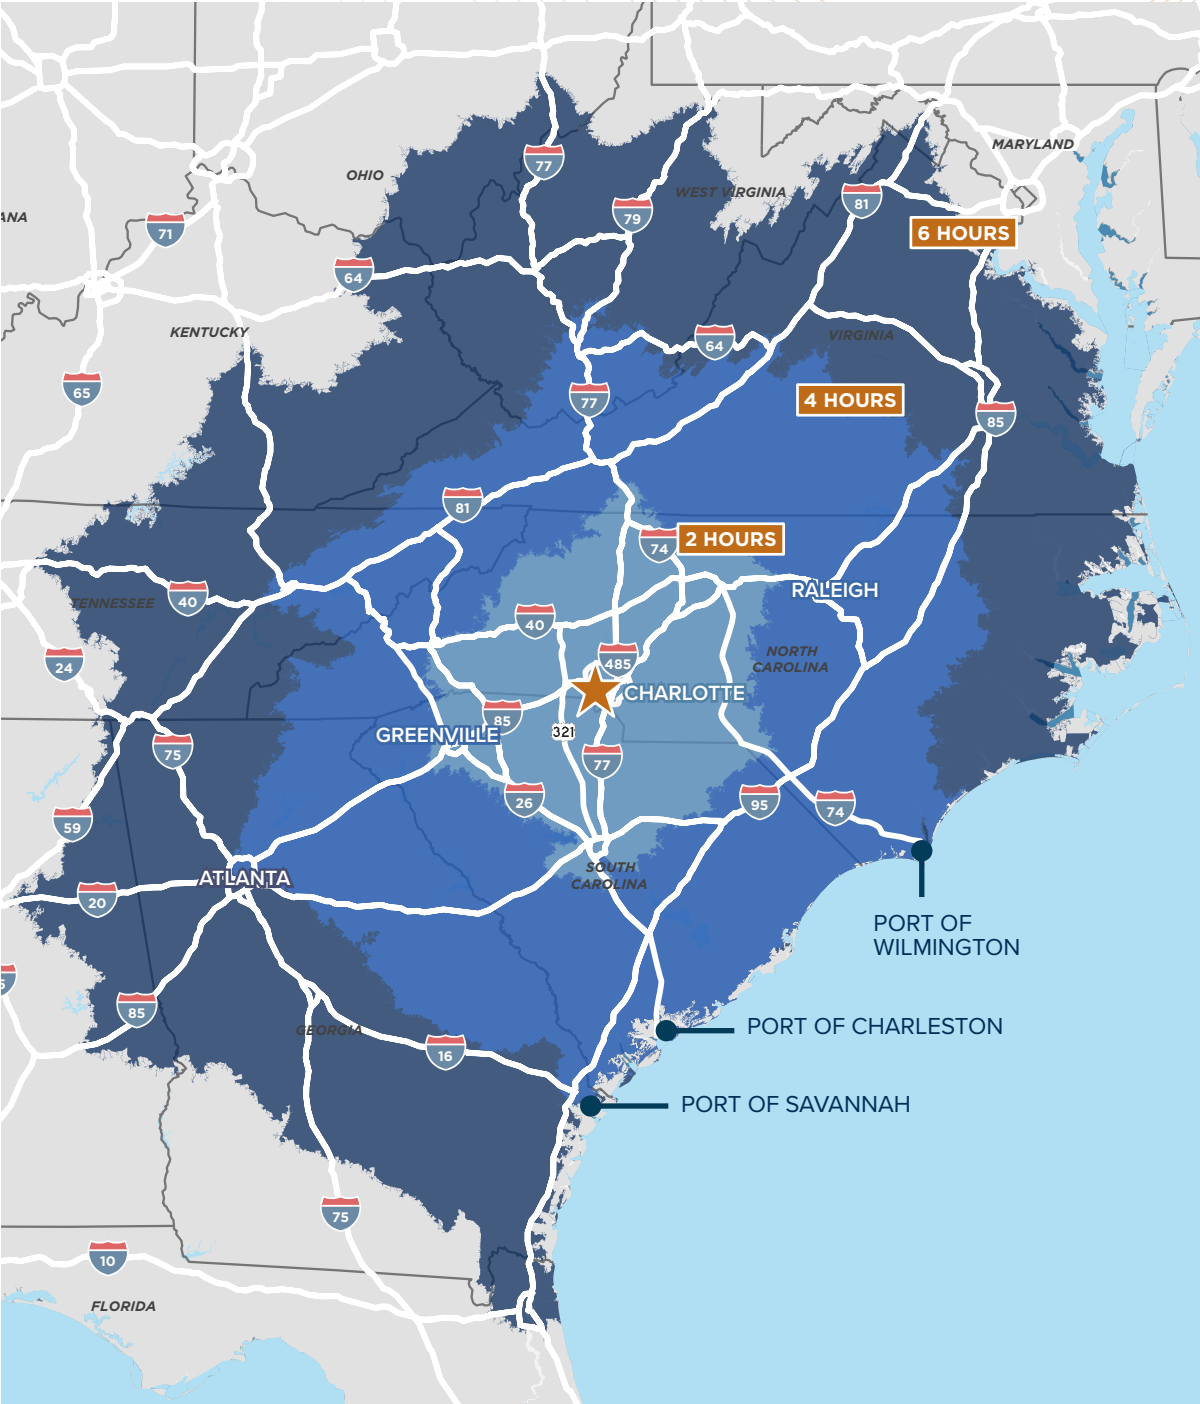 MARYLAND
77
OHIO
WEST VIRGINIA
81
79
ANA
71
6 HOURS
64
KENTUCKY
VIRGINIA
64
65
77
4 HOURS
85
81
74
2 HOURS
RALEIGH
TENNESSEE
40
40
NORTH
CAROLINA
24
485
CHARLOTTE
85
GREENVILLE
321
75
77
26
95
74
59
SOUTH
CAROLINA
ATLANTA
20
PORT OF
WILMINGTON
85
GEORGIA
PORT OF CHARLESTON
16
PORT OF SAVANNAH
75
10
FLORIDA